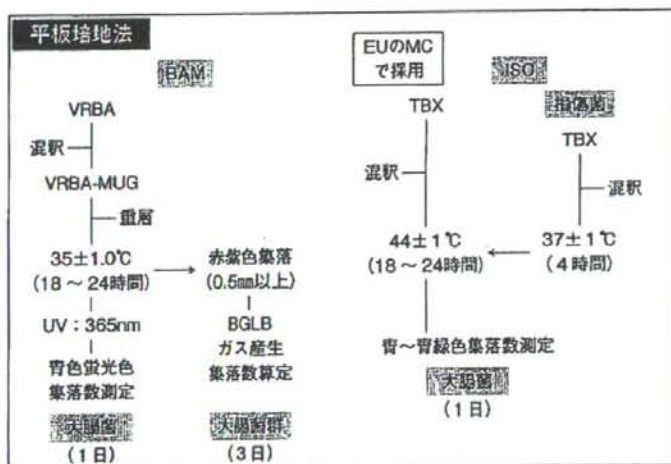 平板培地法
BAM
VRBA
混釈
VRBA-MUG
重層
35±1.0℃
(18〜24時間)
UV：365nm
青色蛍光色
集落数測定
大腸菌
(1日)
赤紫色集落
(0.5mm以上)
BGLB
ガス産生
集落数算定
大腸菌群
(3日)
EUのMC
で採用
ISO
TBX
混釈
44±1℃
(18〜24時間)
青〜青緑色集落数測定
大腸菌
(1日)
損傷菌
TBX
混釈
37±1℃
(4時間)